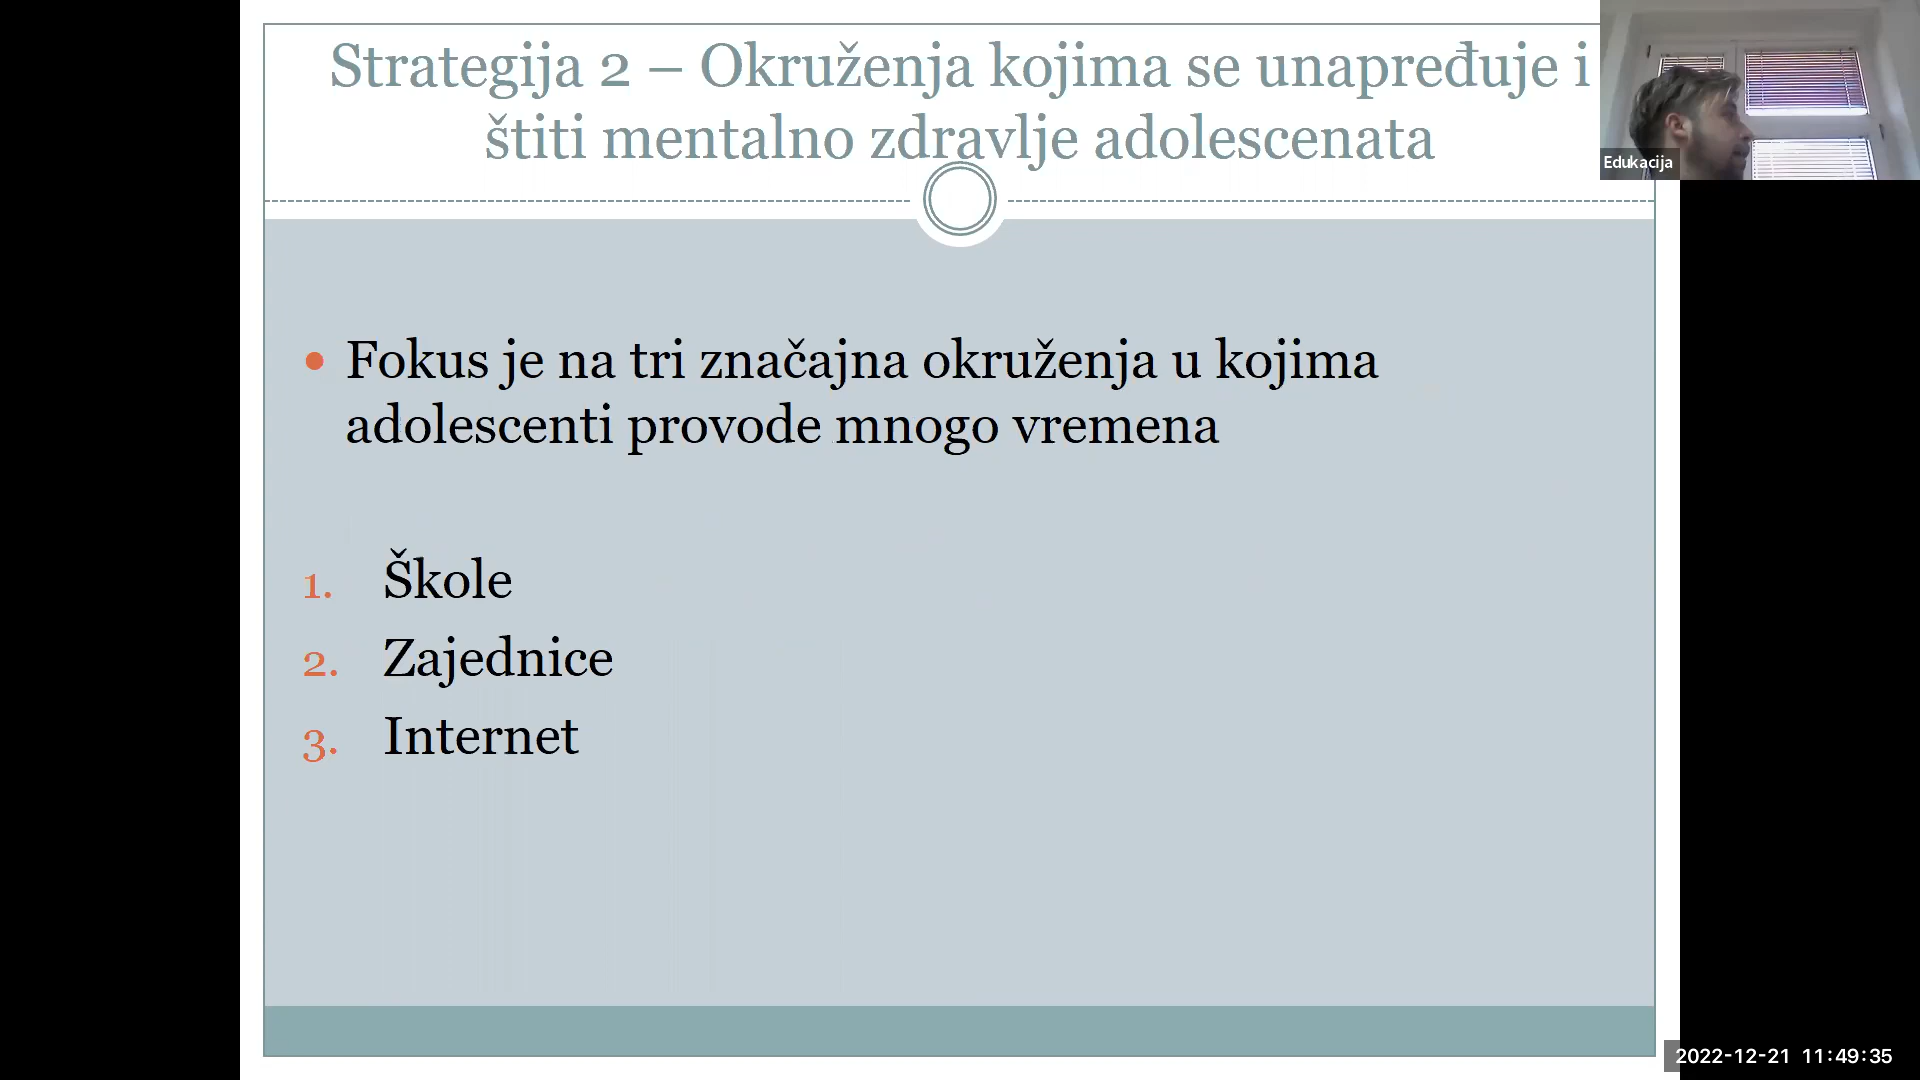 Strategija 2 – Okruženja kojima se unapređuje i
štiti mentalno zdravlje adolescenata
Edukacija
• Fokus je na tri značajna okruženja u kojima
adolescenti provode mnogo vremena
1. Škole
2. Zajednice
3. Internet
2022-12-21 11:49:35